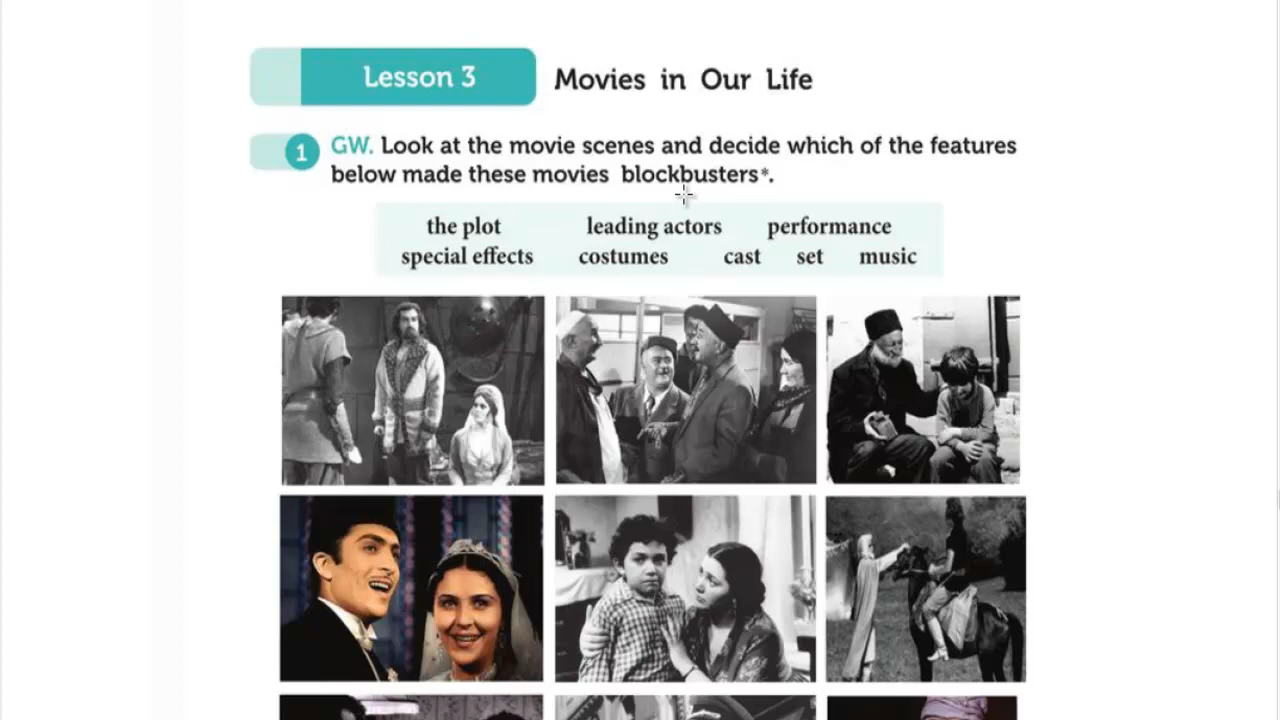 Lesson 3 Movies in Our Life
1 GW. Look at the movie scenes and decide which of the features
below made these movies blockbusters*.
the plot leading actors performance
special effects costumes cast set music